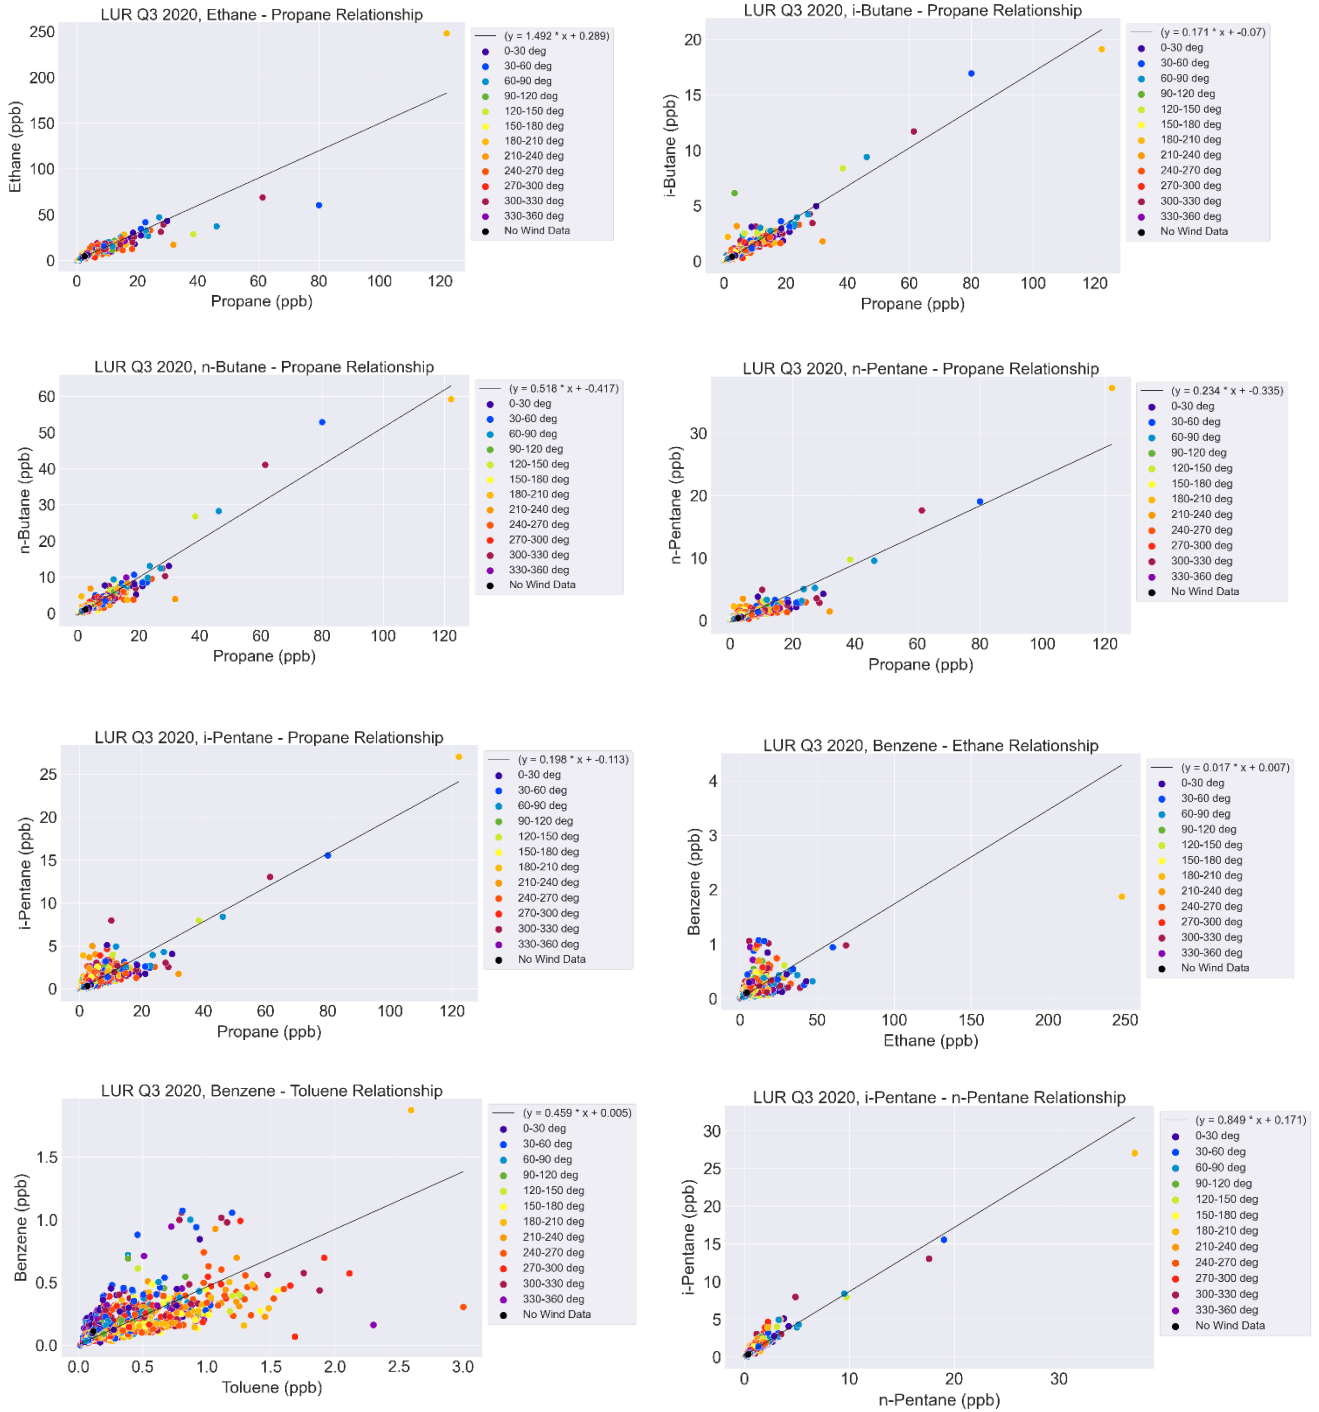 LUR Q3 2020, Ethane - Propane Relationship
250
200
150
100
50
0
Ethane (ppb)
0 20 40 60 80 100 120
Propane (ppb)
(y = 1.492 * x + 0.289)
0-30 deg
30-60 deg
60-90 deg
90-120 deg
120-150 deg
150-180 deg
180-210 deg
210-240 deg
240-270 deg
270-300 deg
300-330 deg
330-360 deg
No Wind Data
LUR Q3 2020, i-Butane - Propane Relationship
20
15
10
5
0
i-Butane (ppb)
0 20 40 60 80 100 120
Propane (ppb)
(y = 0.171 * x + -0.07)
0-30 deg
30-60 deg
60-90 deg
90-120 deg
120-150 deg
150-180 deg
180-210 deg
210-240 deg
240-270 deg
270-300 deg
300-330 deg
330-360 deg
No Wind Data
LUR Q3 2020, n-Butane - Propane Relationship
60
50
40
30
20
10
0
n-Butane (ppb)
0 20 40 60 80 100 120
Propane (ppb)
(y = 0.518 * x + -0.417)
0-30 deg
30-60 deg
60-90 deg
90-120 deg
120-150 deg
150-180 deg
180-210 deg
210-240 deg
240-270 deg
270-300 deg
300-330 deg
330-360 deg
No Wind Data
LUR Q3 2020, n-Pentane - Propane Relationship
30
20
10
0
n-Pentane (ppb)
0 20 40 60 80 100 120
Propane (ppb)
(y = 0.234 * x + -0.335)
0-30 deg
30-60 deg
60-90 deg
90-120 deg
120-150 deg
150-180 deg
180-210 deg
210-240 deg
240-270 deg
270-300 deg
300-330 deg
330-360 deg
No Wind Data
LUR Q3 2020, i-Pentane - Propane Relationship
25
20
15
10
5
0
i-Pentane (ppb)
0 20 40 60 80 100 120
Propane (ppb)
(y = 0.198 * x + -0.113)
0-30 deg
30-60 deg
60-90 deg
90-120 deg
120-150 deg
150-180 deg
180-210 deg
210-240 deg
240-270 deg
270-300 deg
300-330 deg
330-360 deg
No Wind Data
LUR Q3 2020, Benzene - Ethane Relationship
4
3
2
1
0
Benzene (ppb)
0 50 100 150 200 250
Ethane (ppb)
(y = 0.017 * x + 0.007)
0-30 deg
30-60 deg
60-90 deg
90-120 deg
120-150 deg
150-180 deg
180-210 deg
210-240 deg
240-270 deg
270-300 deg
300-330 deg
330-360 deg
No Wind Data
LUR Q3 2020, Benzene - Toluene Relationship
1.5
1.0
0.5
0.0
Benzene (ppb)
0.0 0.5 1.0 1.5 2.0 2.5 3.0
Toluene (ppb)
(y = 0.459 * x + 0.005)
0-30 deg
30-60 deg
60-90 deg
90-120 deg
120-150 deg
150-180 deg
180-210 deg
210-240 deg
240-270 deg
270-300 deg
300-330 deg
330-360 deg
No Wind Data
LUR Q3 2020, i-Pentane - n-Pentane Relationship
30
25
20
15
10
5
0
i-Pentane (ppb)
0 10 20 30
n-Pentane (ppb)
(y = 0.849 * x + 0.171)
0-30 deg
30-60 deg
60-90 deg
90-120 deg
120-150 deg
150-180 deg
180-210 deg
210-240 deg
240-270 deg
270-300 deg
300-330 deg
330-360 deg
No Wind Data